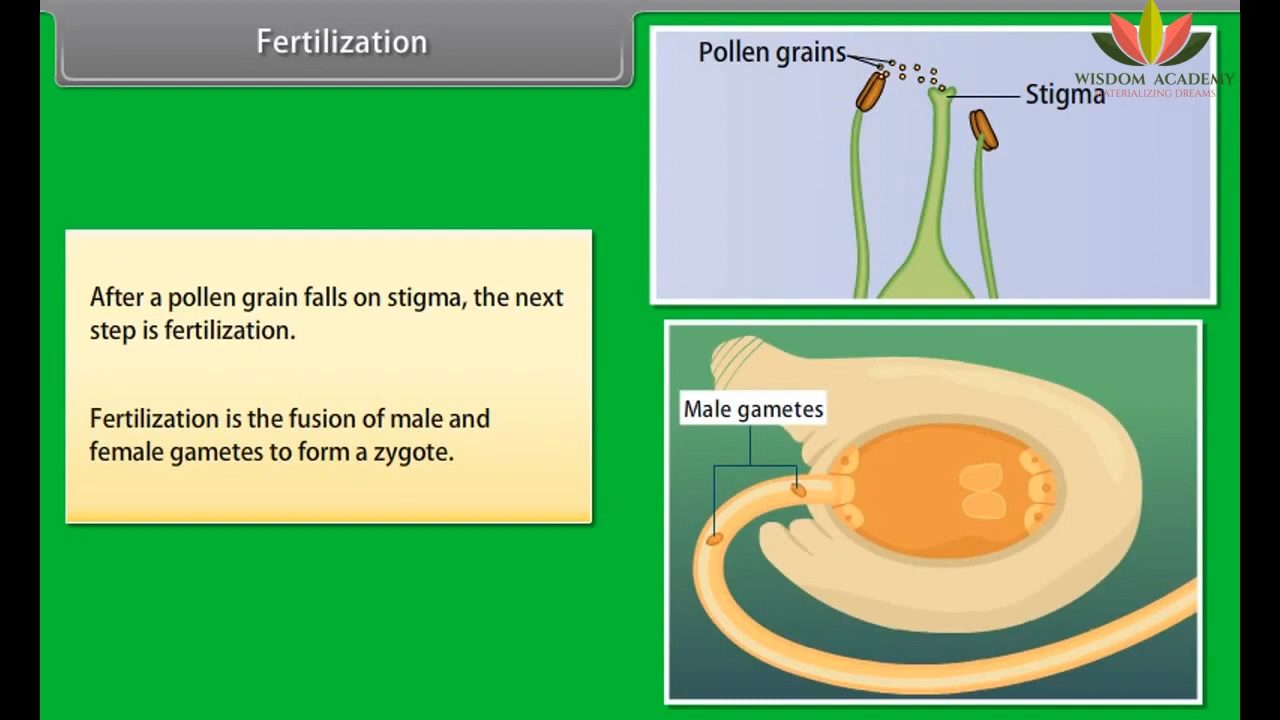 Fertilization
After a pollen grain falls on stigma, the next
step is fertilization.
Fertilization is the fusion of male and
female gametes to form a zygote.
Pollen grains
Stigma
WISDOM ACADEMY
MATERIALIZING DREAMS
Male gametes